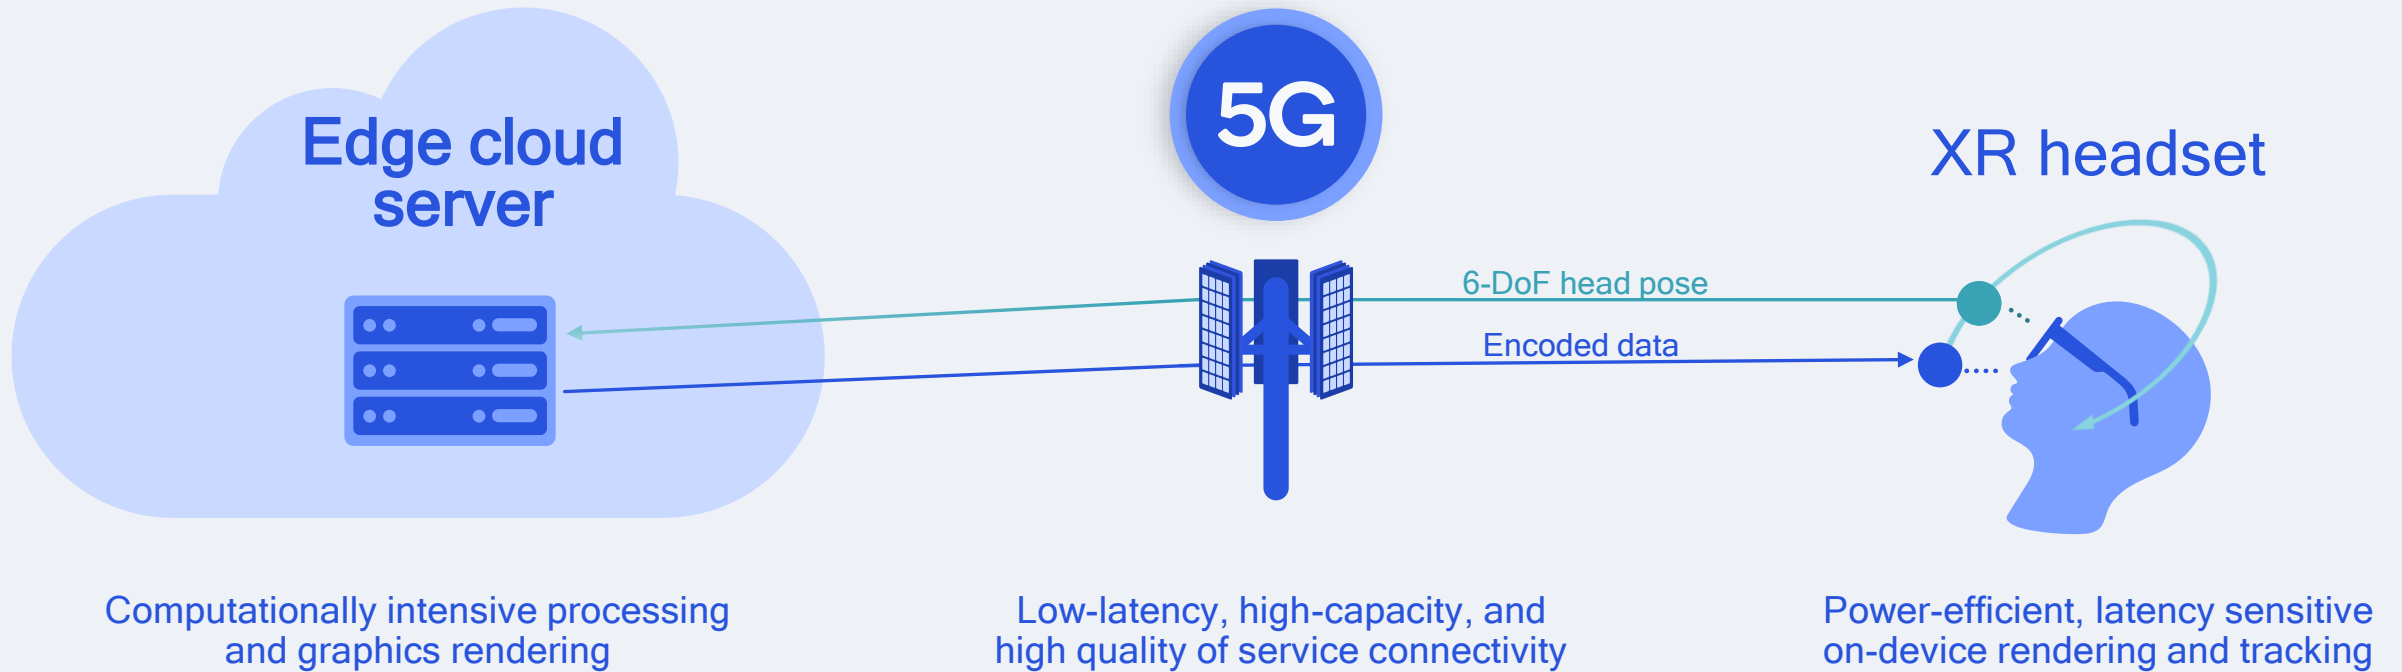 Edge cloud
server
5G
XR headset
6-DoF head pose
Encoded data
Computationally intensive processing
and graphics rendering
Low-latency, high-capacity, and
high quality of service connectivity
Power-efficient, latency sensitive
on-device rendering and tracking